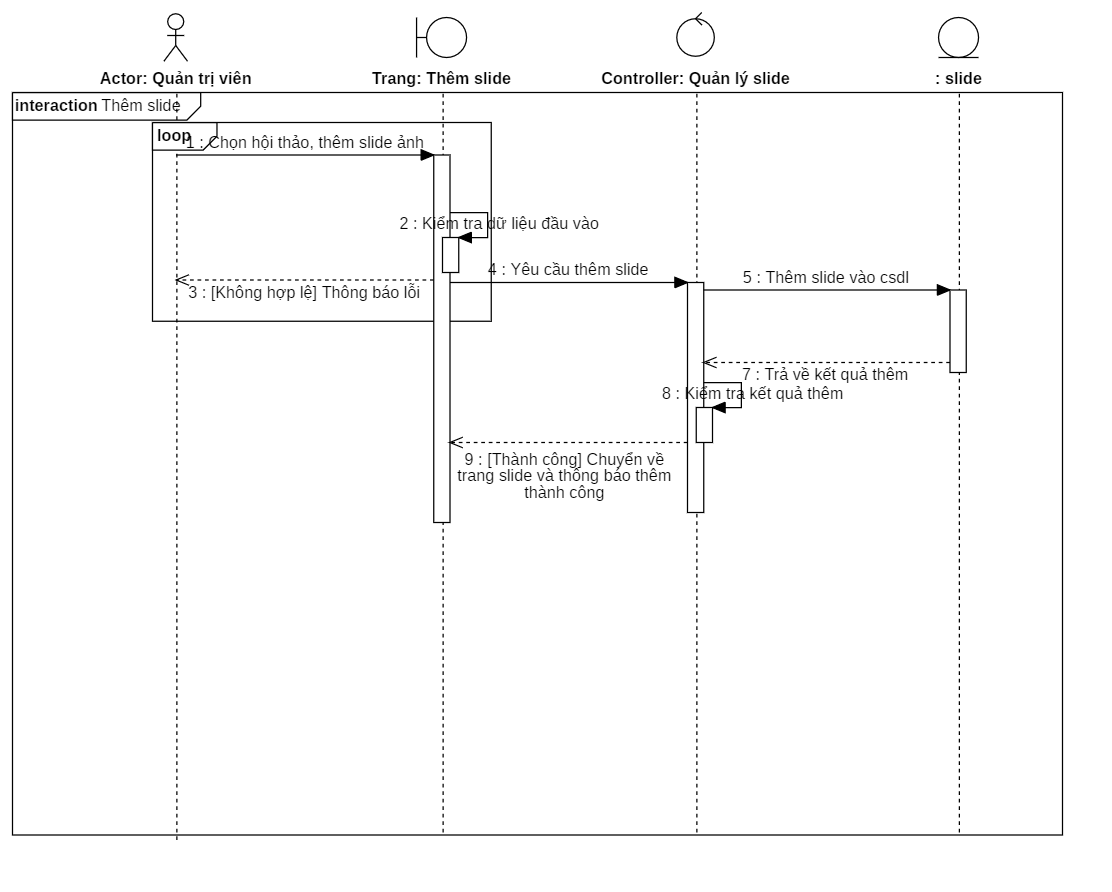 Actor: Quản trị viên
Trang: Thêm slide
Controller: Quản lý slide
: slide
interaction Thêm slide
loop
1 : Chọn hội thảo, thêm slide ảnh
2 : Kiểm tra dữ liệu đầu vào
4 : Yêu cầu thêm slide
5 : Thêm slide vào csdl
3 : [Không hợp lệ] Thông báo lỗi
7 : Trả về kết quả thêm
8 : Kiểm tra kết quả thêm
9 : [Thành công] Chuyển về
trang slide và thông báo thêm
thành công